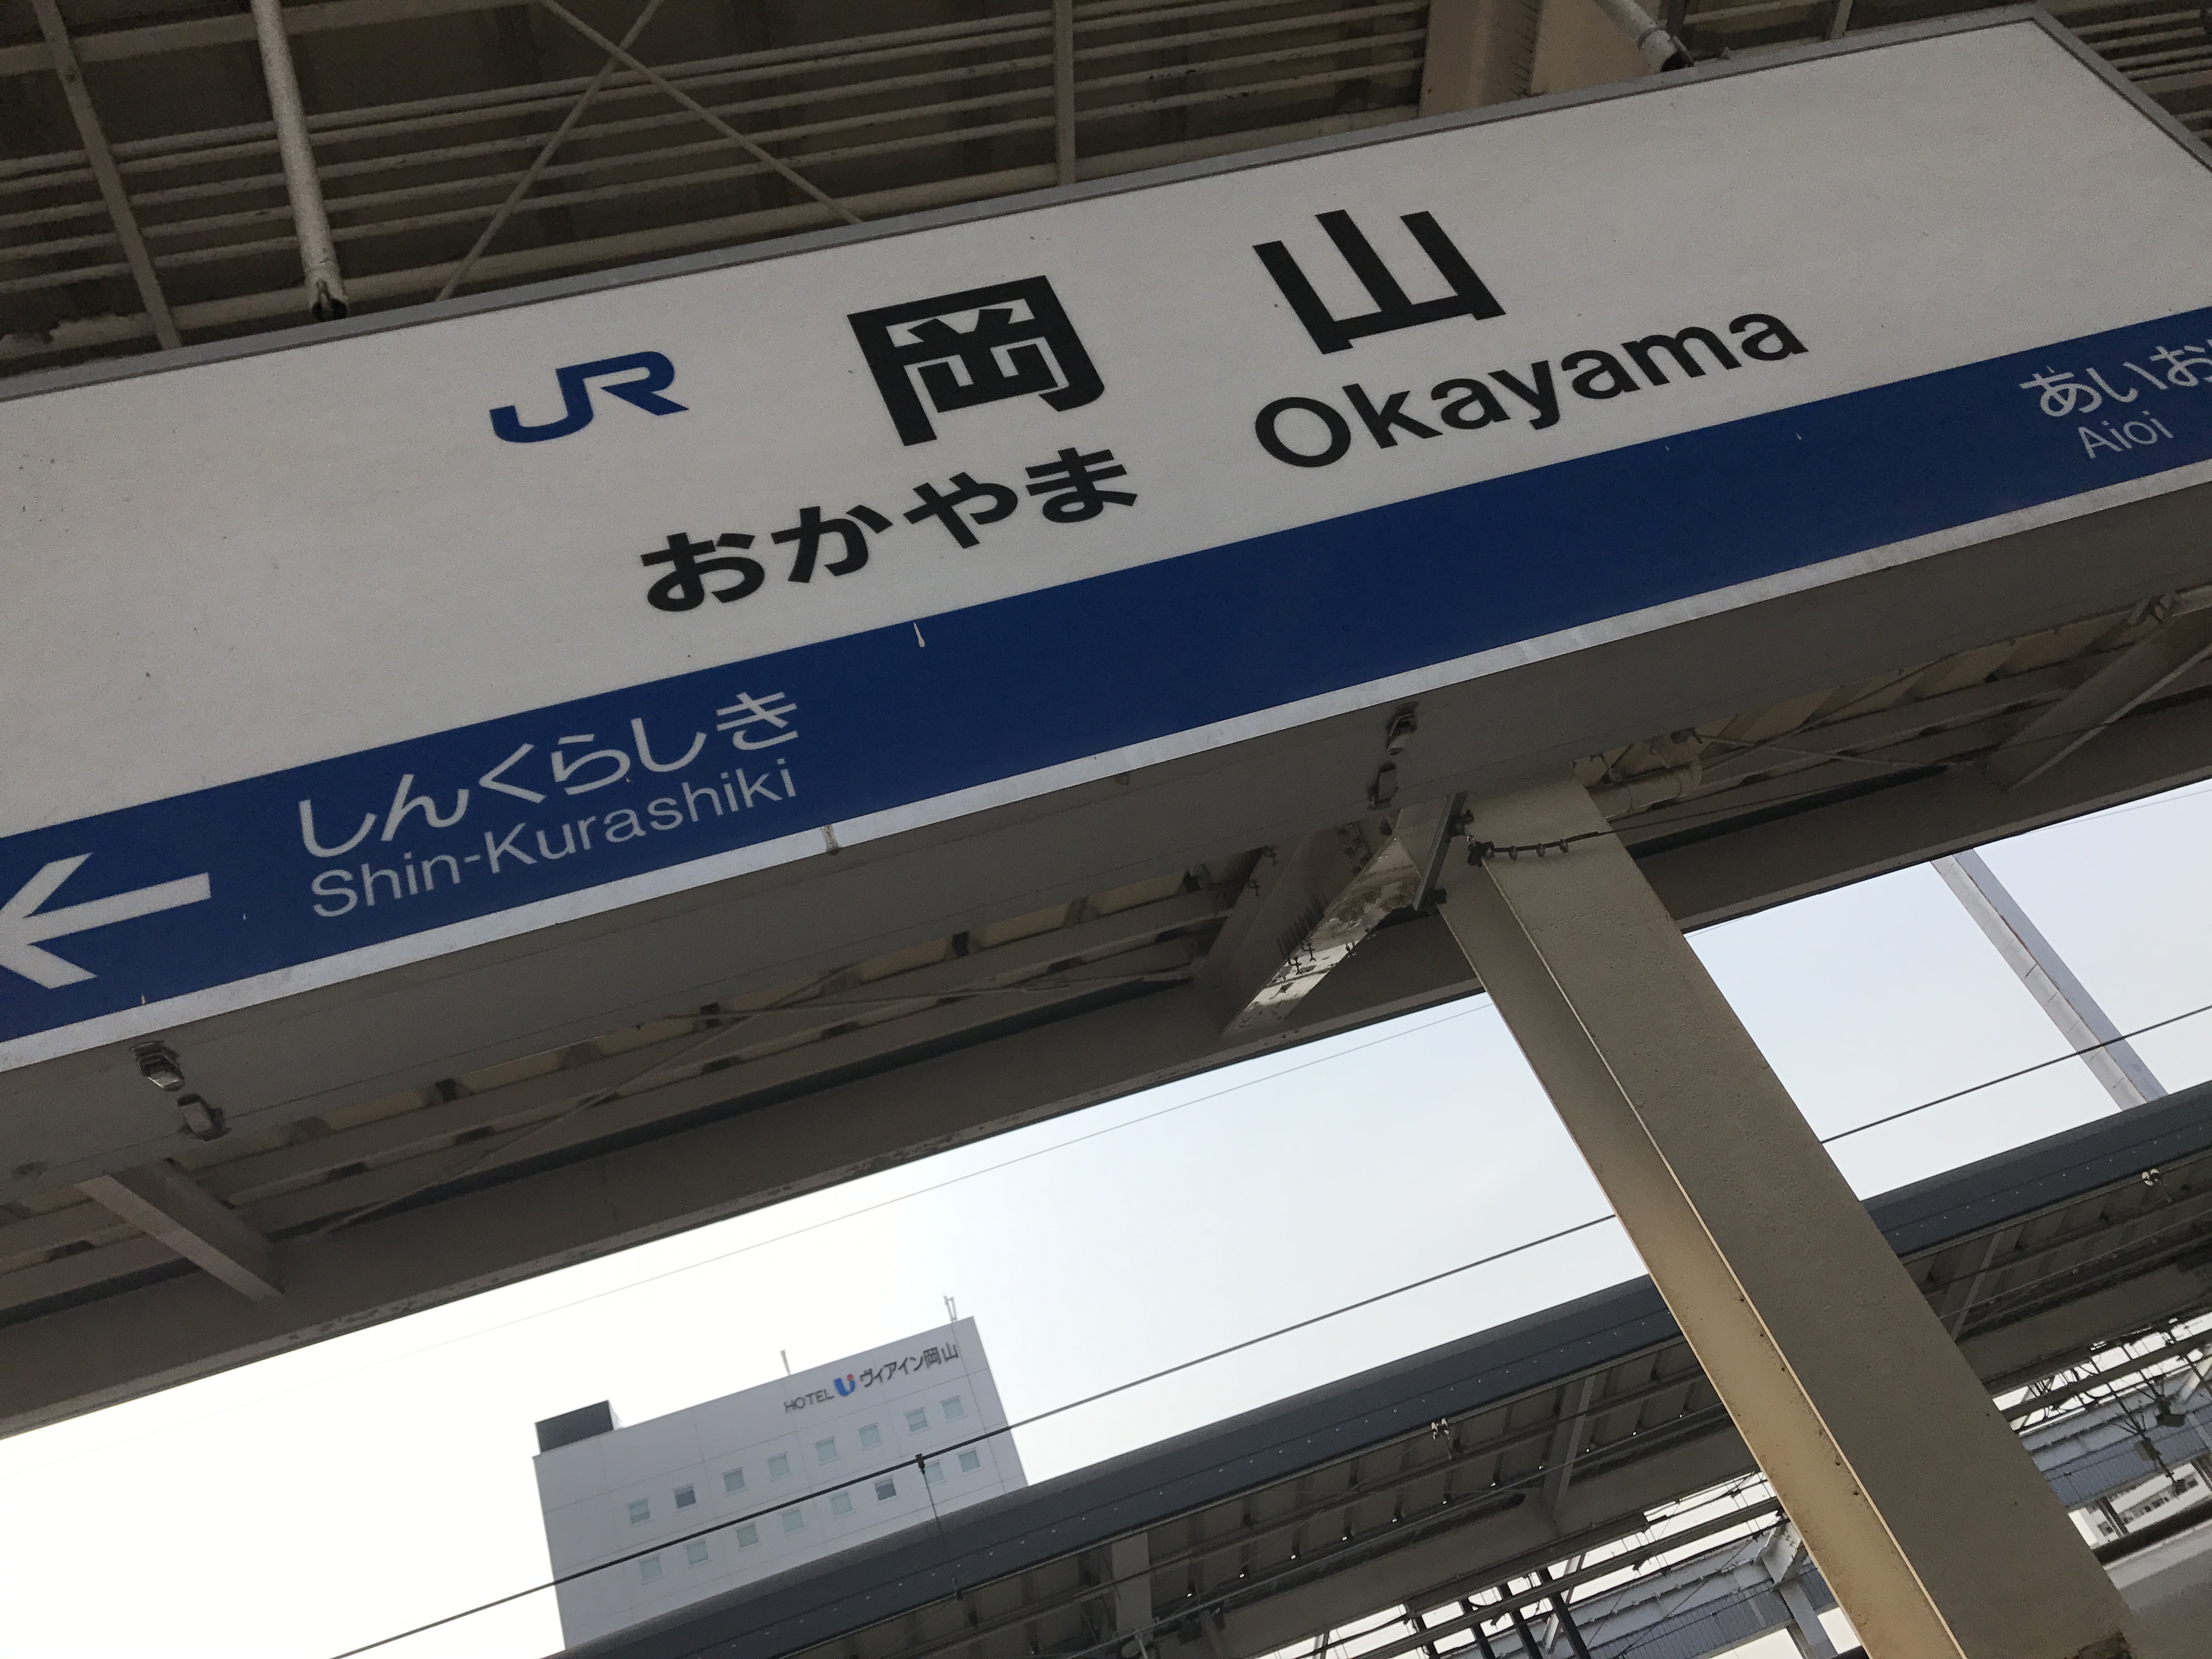 JR 岡山
おかやま Okayama
しんくらしき
Shin-Kurashiki
あいお
Aioi
HOTEL ヴィアイン岡山